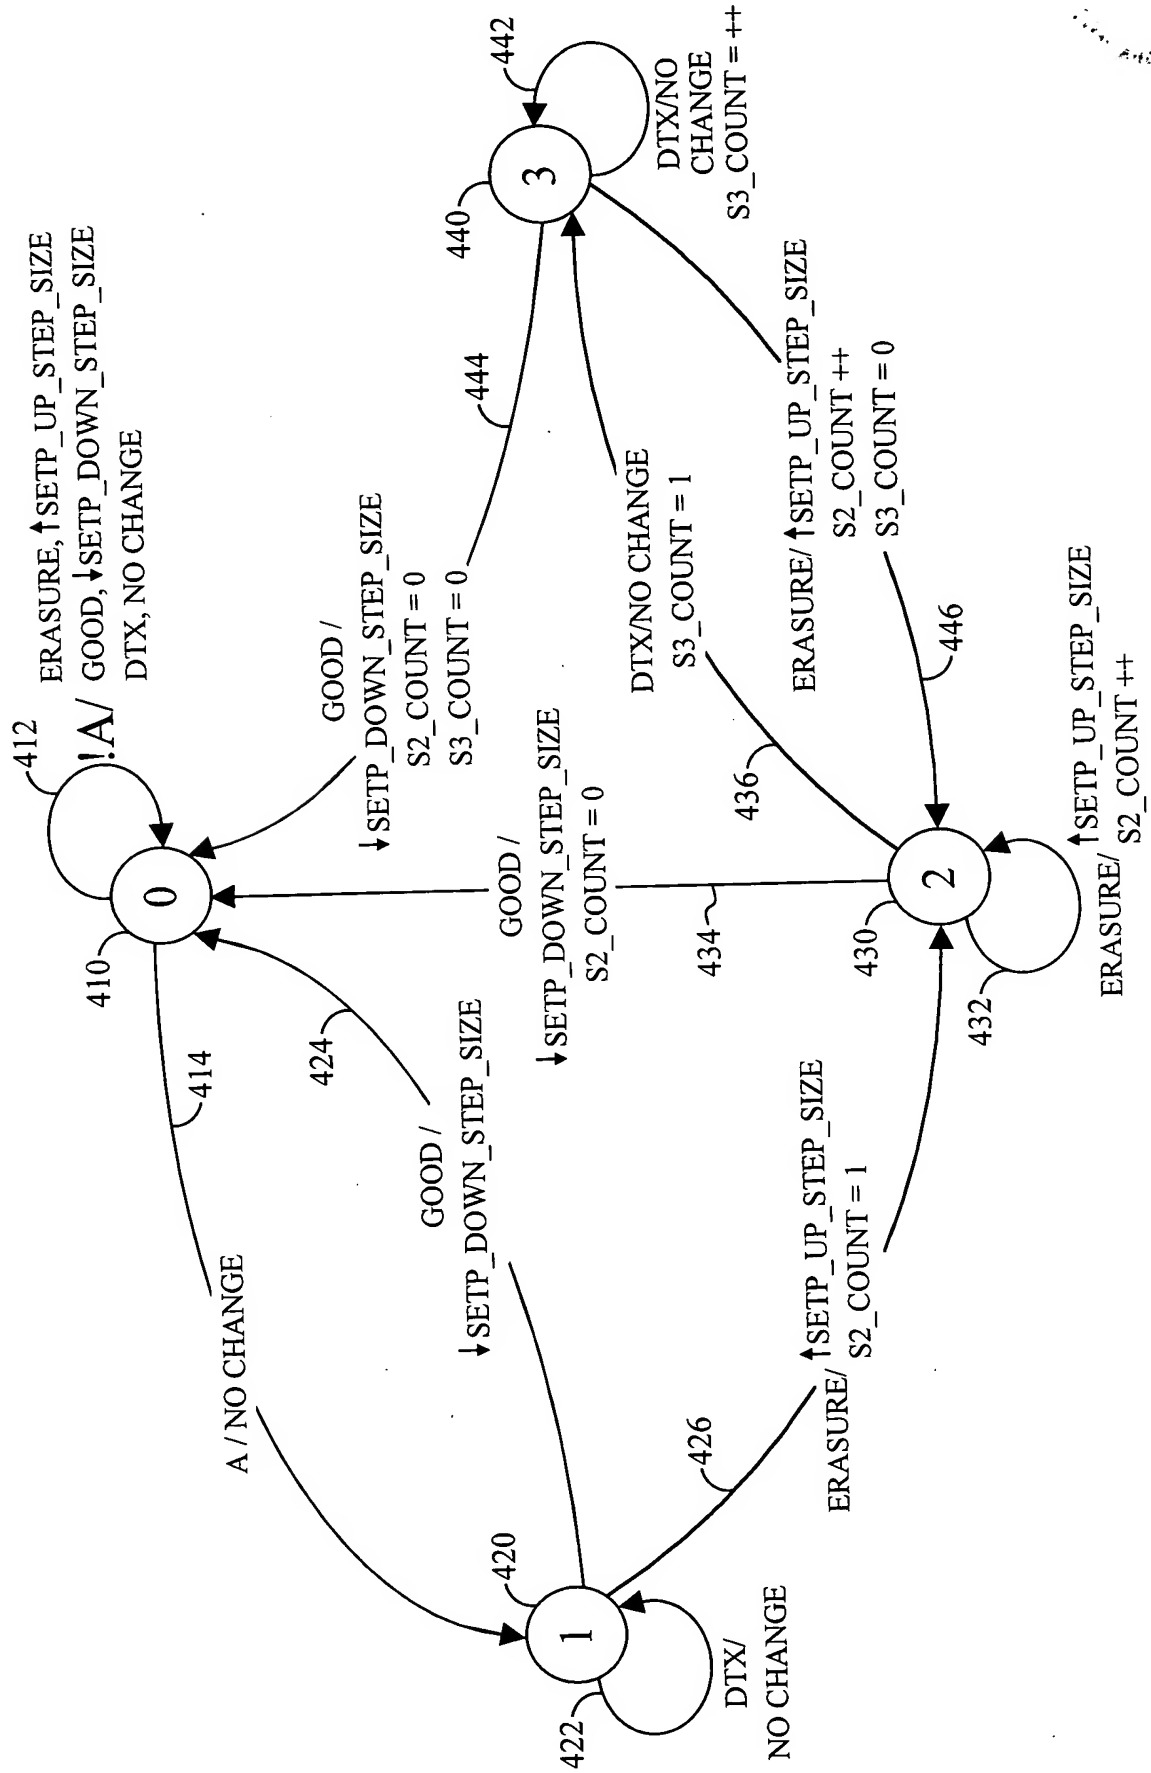 412
!A/
ERASURE, ↑SETP_UP_STEP_SIZE
GOOD, ↓SETP_DOWN_STEP_SIZE
DTX, NO CHANGE
410
0
414
A / NO CHANGE
424
GOOD /
↓SETP_DOWN_STEP_SIZE
GOOD /
↓SETP_DOWN_STEP_SIZE
S2_COUNT = 0
S3_COUNT = 0
444
440
3
442
DTX/NO
CHANGE
S3_COUNT = ++
GOOD /
↓SETP_DOWN_STEP_SIZE
S2_COUNT = 0
434
DTX/NO CHANGE
S3_COUNT = 1
436
ERASURE/ ↑SETP_UP_STEP_SIZE
S2_COUNT ++
S3_COUNT = 0
446
420
1
422
DTX/
NO CHANGE
426
ERASURE/ ↑SETP_UP_STEP_SIZE
S2_COUNT = 1
430
2
432
ERASURE/ ↑SETP_UP_STEP_SIZE
S2_COUNT ++